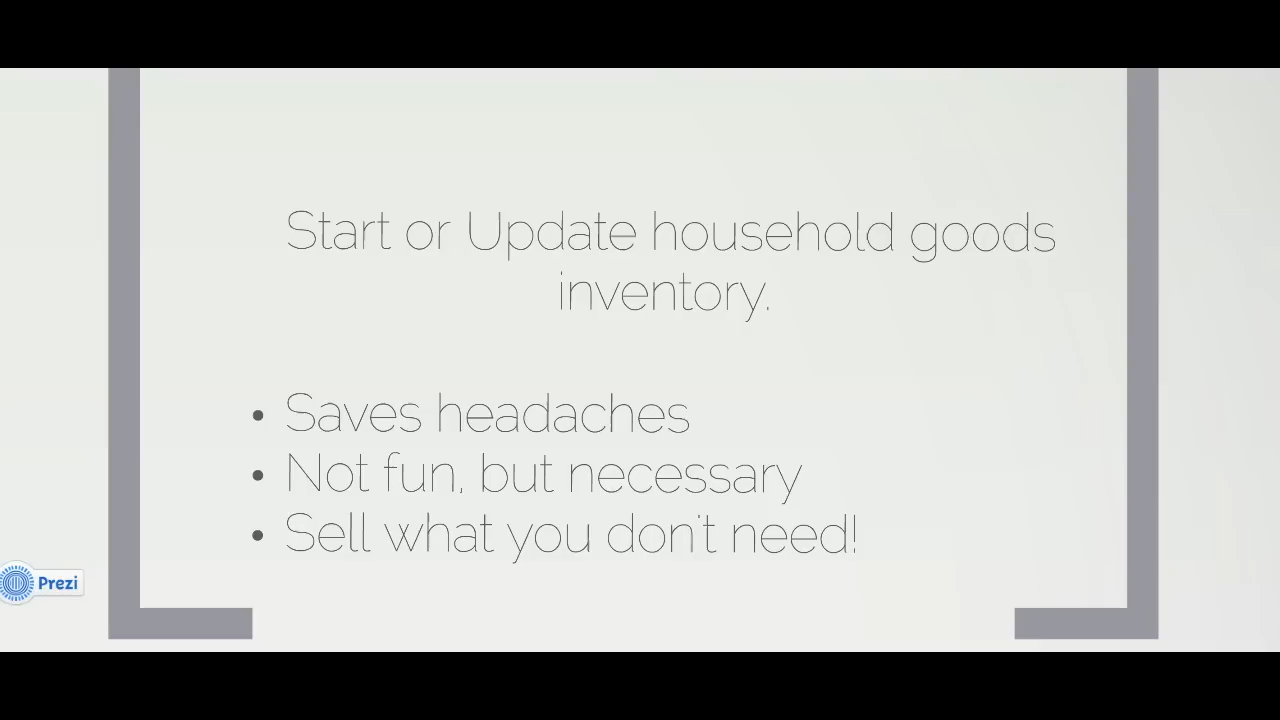 Start or Update household goods
inventory.
• Saves headaches
• Not fun, but necessary
• Sell what you don't need!
Prezi